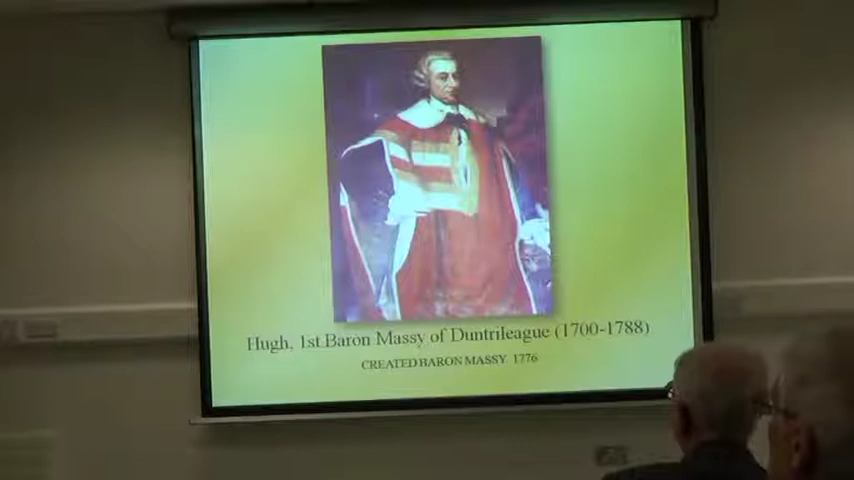 Hugh, 1st Baron Massy of Duntrileague (1700-1788)
CREATED BARON MASSY 1776